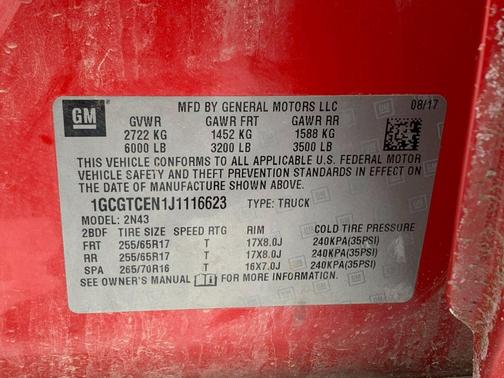 GM
MFD BY GENERAL MOTORS LLC 08/17
GVWR GAWR FRT GAWR RR
2722 KG 1452 KG 1588 KG
6000 LB 3200 LB 3500 LB
THIS VEHICLE CONFORMS TO ALL APPLICABLE U.S. FEDERAL MOTOR
VEHICLE SAFETY AND THEFT PREVENTION STANDARDS IN EFFECT ON
THE DATE OF MANUFACTURE SHOWN ABOVE.
1GCGTCEN1J1116623 TYPE: TRUCK
MODEL: 2N43
2BDF TIRE SIZE SPEED RTG RIM COLD TIRE PRESSURE
FRT 255/65R17 T 17X8.0J 240KPA(35PSI)
RR 255/65R17 T 17X8.0J 240KPA(35PSI)
SPA 265/70R16 T 16X7.0J 240KPA(35PSI)
SEE OWNER'S MANUAL FOR MORE INFORMATION.